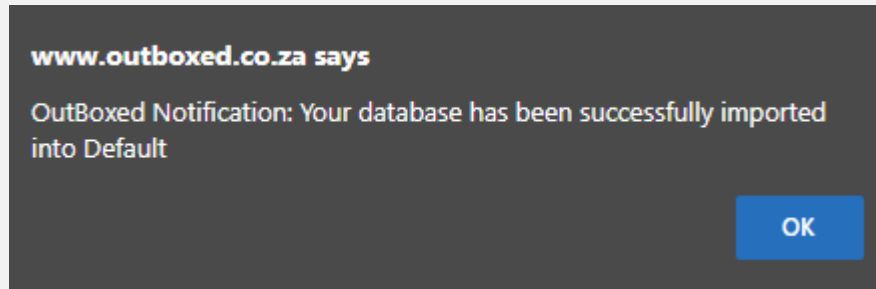 www.outboxed.co.za says
OutBoxed Notification: Your database has been successfully imported
into Default
OK